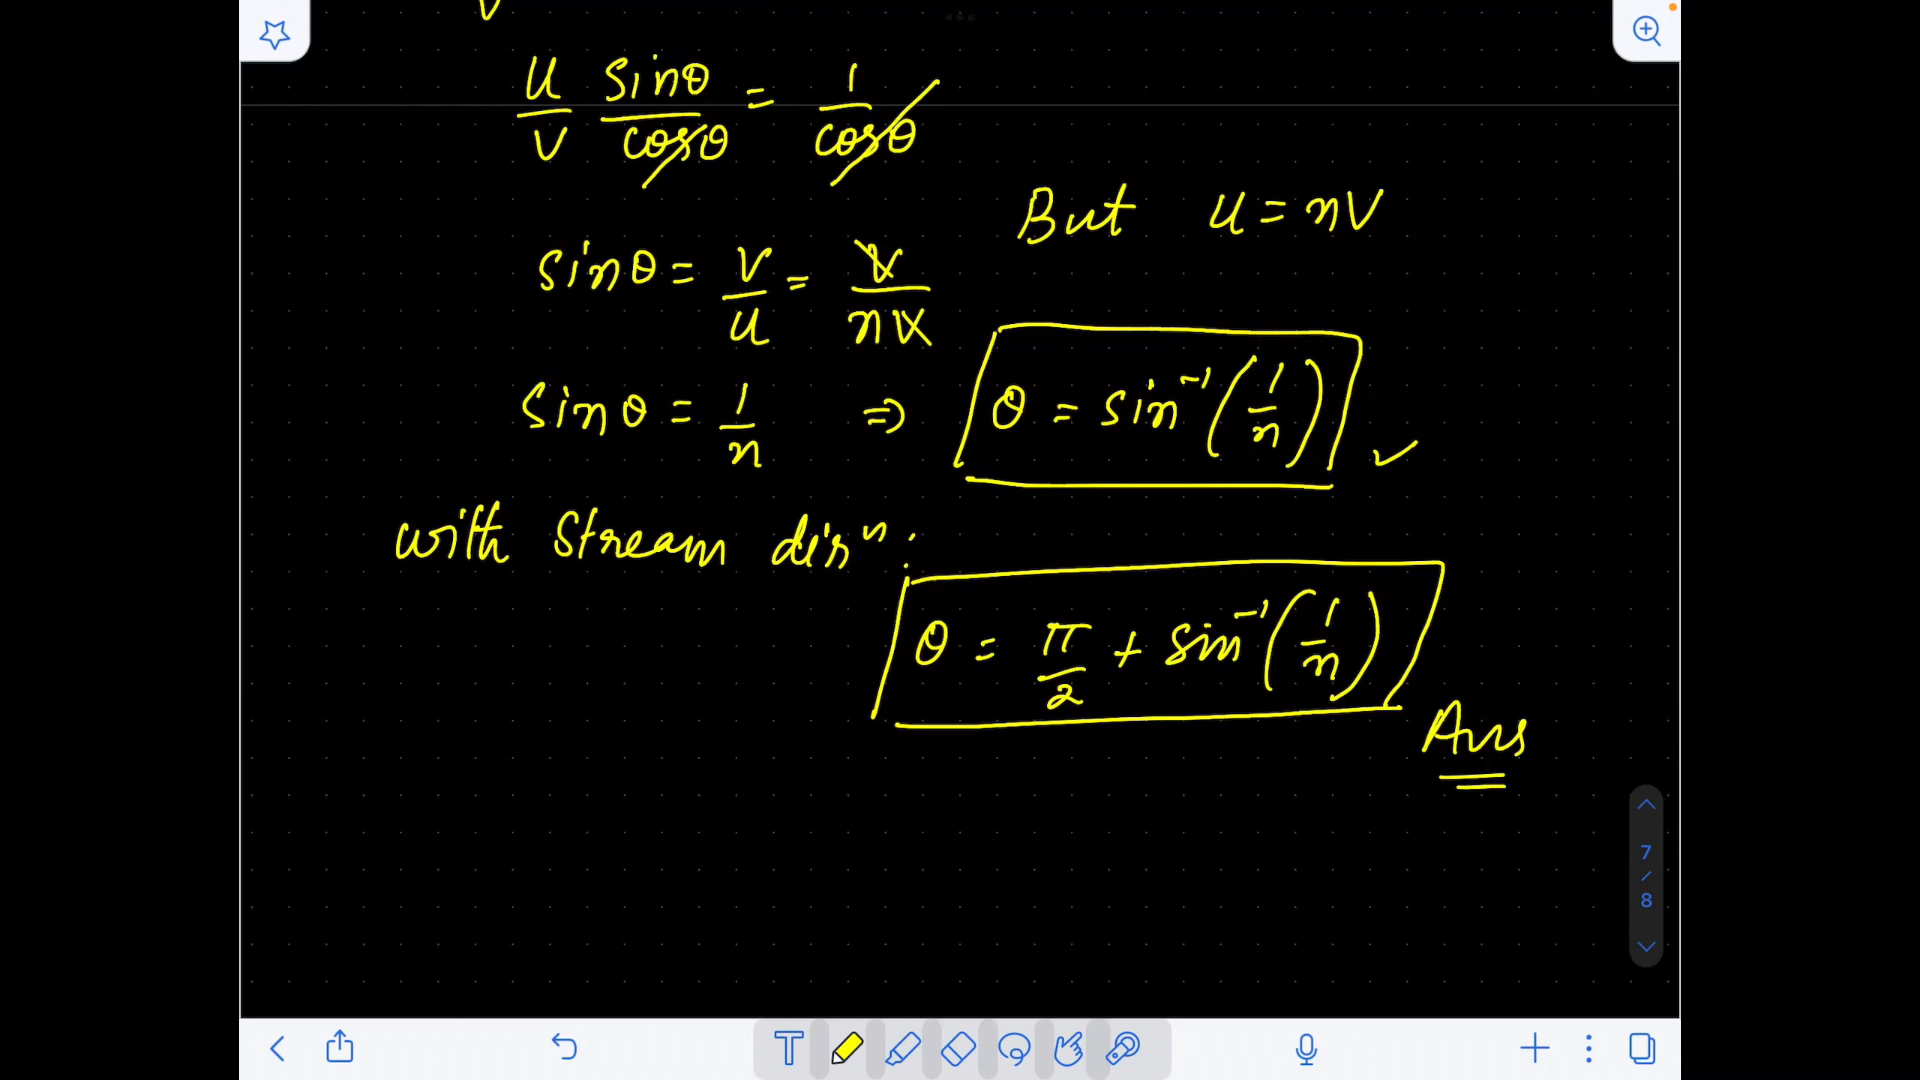 u/v sinθ/cosθ = 1/cosθ
But u = nv
sinθ = v/u = v/nv
sinθ = 1/n ⇒ θ = sin⁻¹(1/n) ✓
with stream dirⁿ :
θ = π/2 + sin⁻¹(1/n)
Ans
7
/
8
T